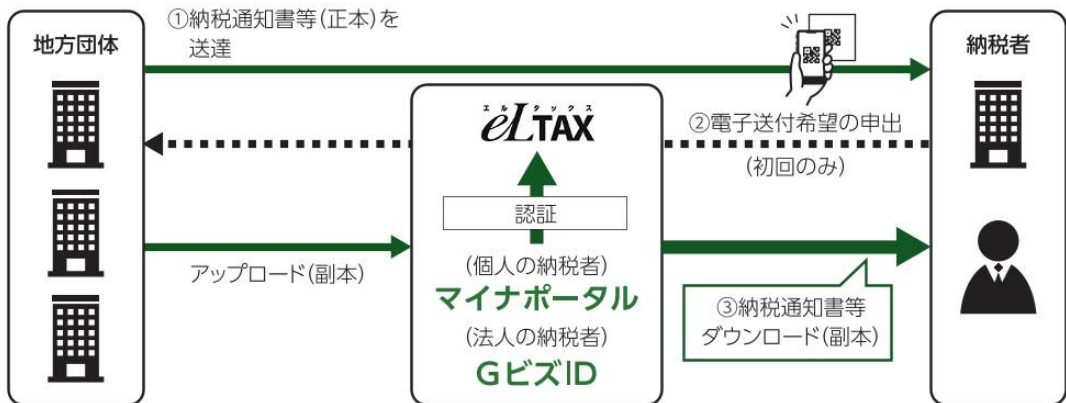 地方団体
①納税通知書等(正本)を
送達
納税者
エルタックス
eLTAX
②電子送付希望の申出
(初回のみ)
認証
アップロード(副本)
(個人の納税者)
マイナポータル
(法人の納税者)
GビズID
③納税通知書等
ダウンロード(副本)